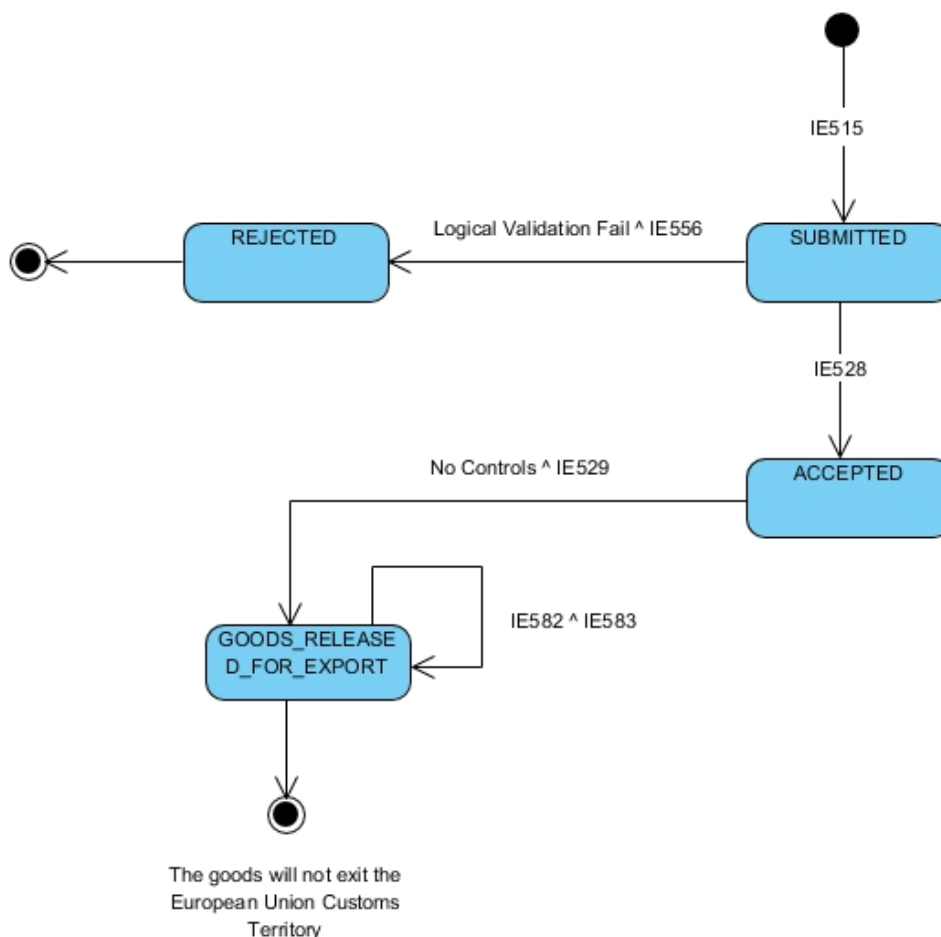 IE515
REJECTED
Logical Validation Fail ^ IE556
SUBMITTED
IE528
No Controls ^ IE529
ACCEPTED
IE582 ^ IE583
GOODS_RELEASE
D_FOR_EXPORT
The goods will not exit the
European Union Customs
Territory